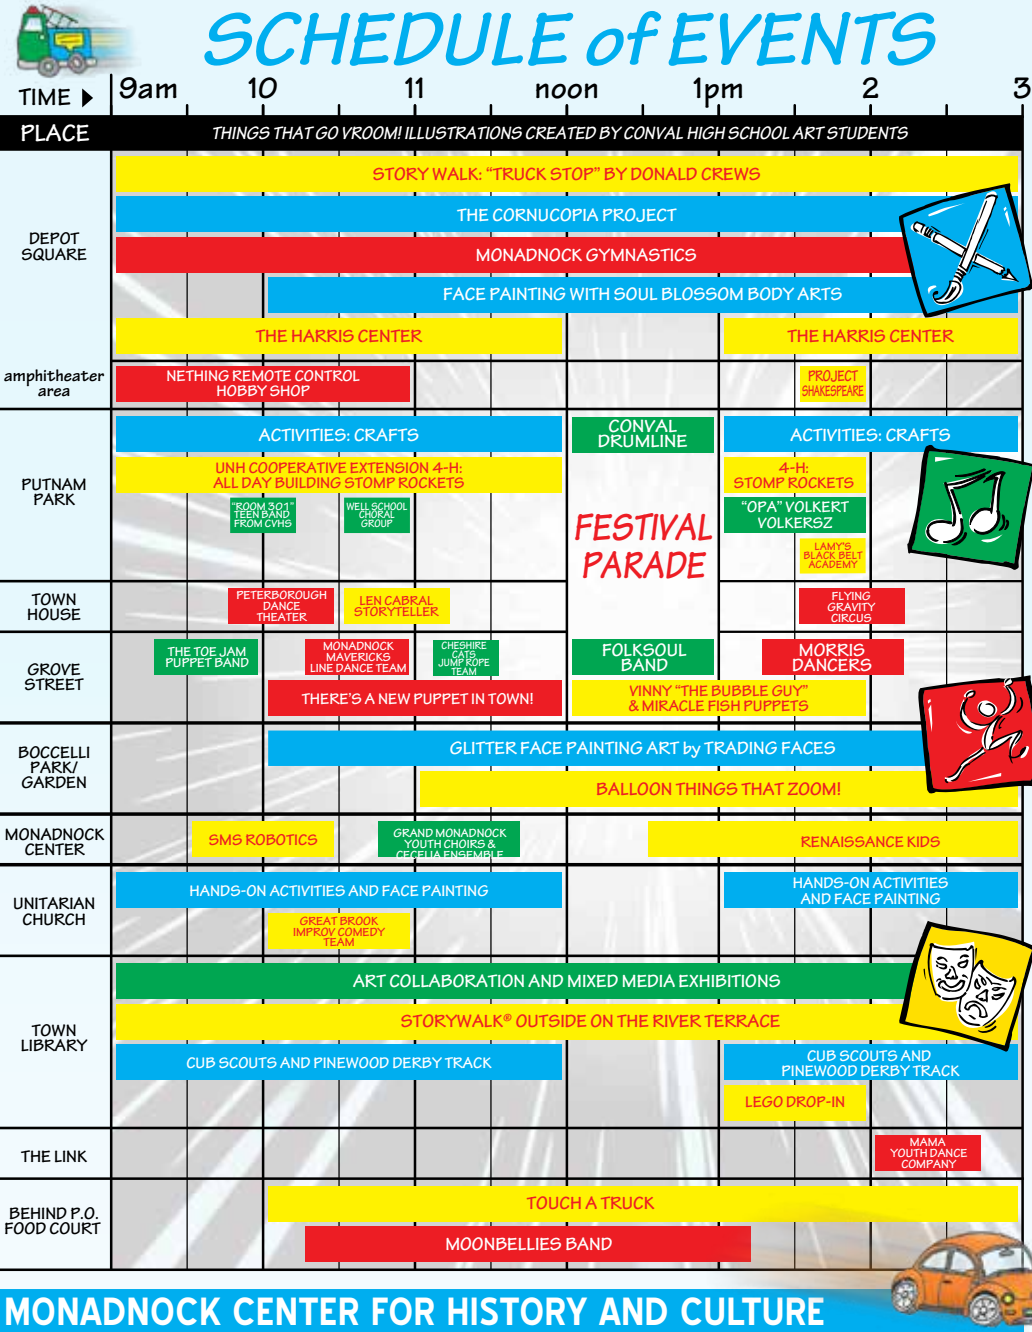 SCHEDULE of EVENTS
TIME
9am 10 11 noon 1pm 2 3
PLACE
THINGS THAT GO VROOM! ILLUSTRATIONS CREATED BY CONVAL HIGH SCHOOL ART STUDENTS
DEPOT
SQUARE
STORY WALK: “TRUCK STOP” BY DONALD CREWS
THE CORNUCOPIA PROJECT
MONADNOCK GYMNASTICS
FACE PAINTING WITH SOUL BLOSSOM BODY ARTS
THE HARRIS CENTER
THE HARRIS CENTER
amphitheater
area
NETHING REMOTE CONTROL
HOBBY SHOP
PROJECT
SHAKESPEARE
PUTNAM
PARK
ACTIVITIES: CRAFTS
CONVAL
DRUMLINE
ACTIVITIES: CRAFTS
UNH COOPERATIVE EXTENSION 4-H:
ALL DAY BUILDING STOMP ROCKETS
4-H:
STOMP ROCKETS
“ROOM 301”
TEEN BAND
FROM CVHS
WELL SCHOOL
CHORAL
GROUP
FESTIVAL
PARADE
“OPA” VOLKERT
VOLKERSZ
LAMY'S
BLACK BELT
ACADEMY
TOWN
HOUSE
PETERBOROUGH
DANCE
THEATER
LEN CABRAL
STORYTELLER
FLYING
GRAVITY
CIRCUS
GROVE
STREET
THE TOE JAM
PUPPET BAND
MONADNOCK
MAVERICKS
LINE DANCE TEAM
CHESHIRE
CATS
JUMP ROPE
TEAM
FOLKSOUL
BAND
MORRIS
DANCERS
THERE'S A NEW PUPPET IN TOWN!
VINNY “THE BUBBLE GUY”
& MIRACLE FISH PUPPETS
BOCCELLI
PARK/
GARDEN
GLITTER FACE PAINTING ART by TRADING FACES
BALLOON THINGS THAT ZOOM!
MONADNOCK
CENTER
SMS ROBOTICS
GRAND MONADNOCK
YOUTH CHOIRS &
CECELIA ENSEMBLE
RENAISSANCE KIDS
UNITARIAN
CHURCH
HANDS-ON ACTIVITIES AND FACE PAINTING
HANDS-ON ACTIVITIES
AND FACE PAINTING
GREAT BROOK
IMPROV COMEDY
TEAM
TOWN
LIBRARY
ART COLLABORATION AND MIXED MEDIA EXHIBITIONS
STORYWALK® OUTSIDE ON THE RIVER TERRACE
CUB SCOUTS AND PINEWOOD DERBY TRACK
CUB SCOUTS AND
PINEWOOD DERBY TRACK
LEGO DROP-IN
THE LINK
MAMA
YOUTH DANCE
COMPANY
BEHIND P.O.
FOOD COURT
TOUCH A TRUCK
MOONBELLIES BAND
MONADNOCK CENTER FOR HISTORY AND CULTURE